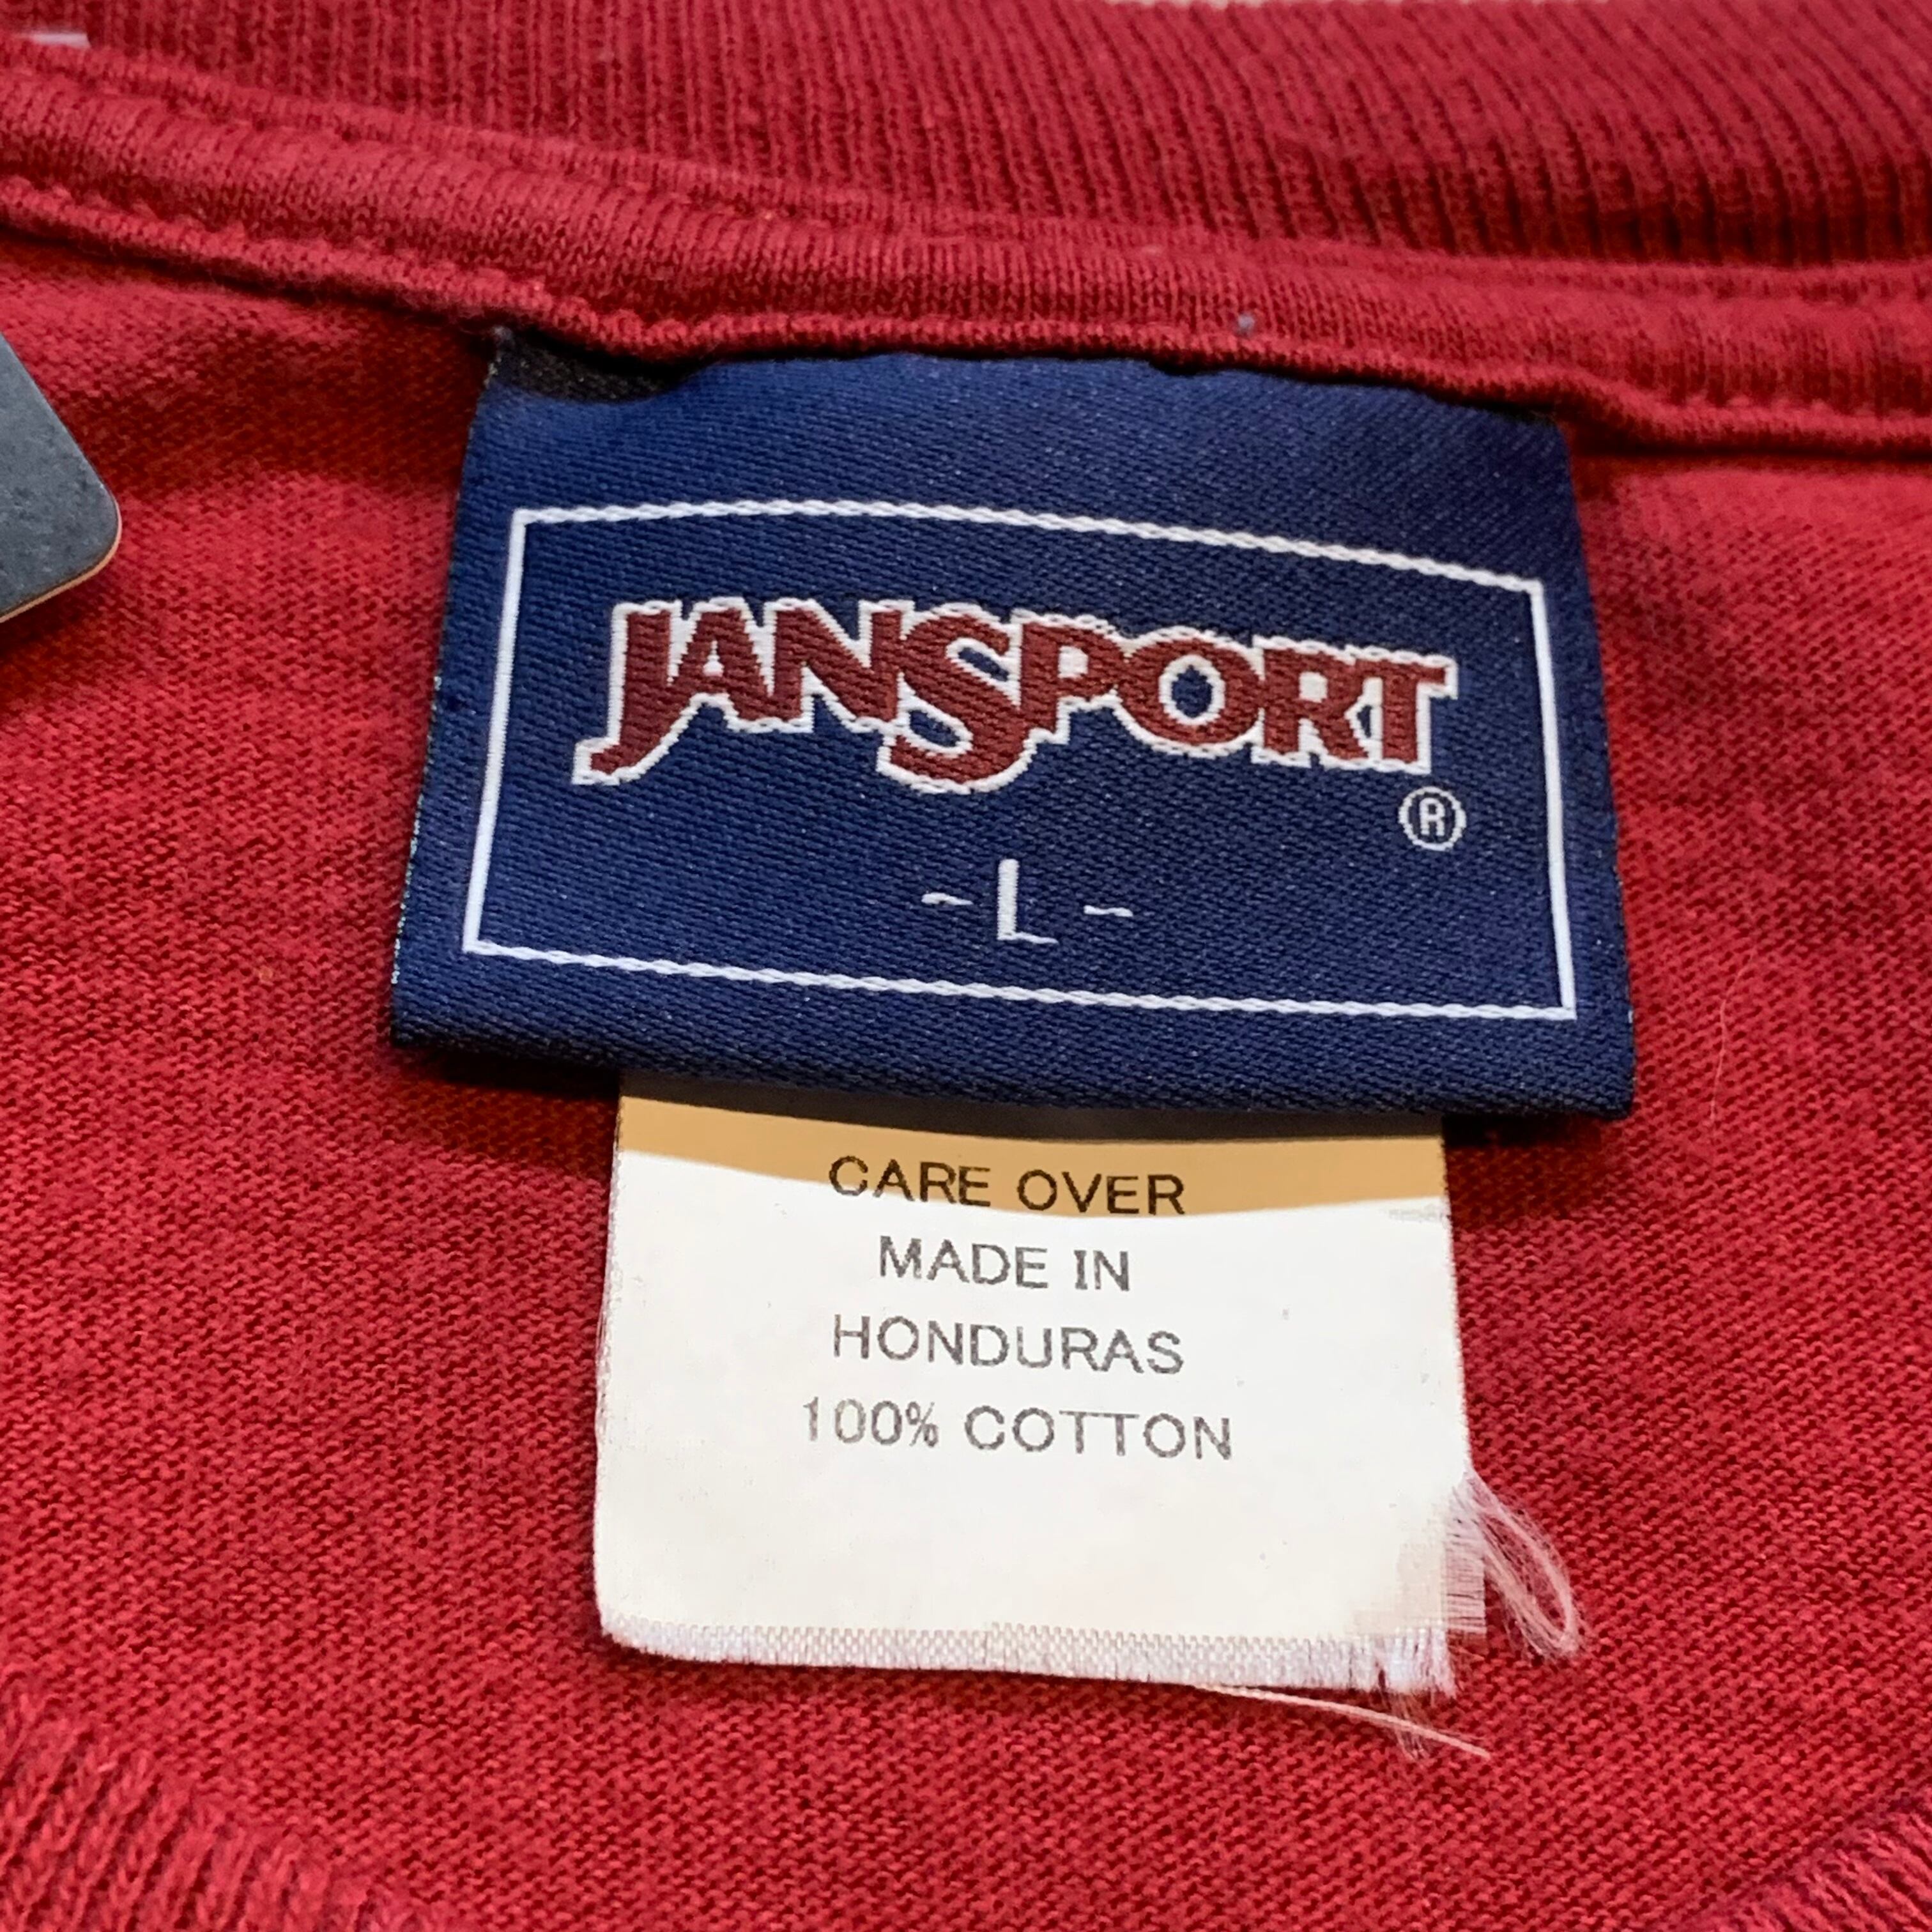 JANSPORT
®
-L-
CARE OVER
MADE IN
HONDURAS
100% COTTON